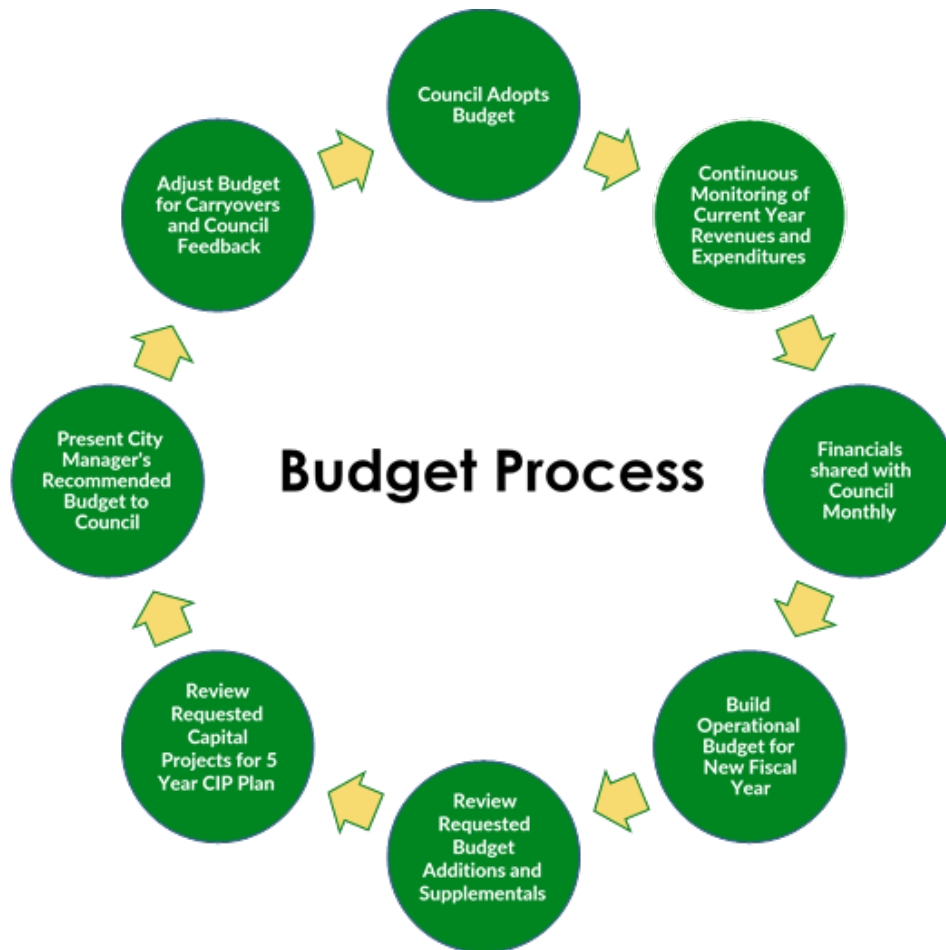 Council Adopts
Budget
Continuous
Monitoring of
Current Year
Revenues and
Expenditures
Financials
shared with
Council
Monthly
Build
Operational
Budget for
New Fiscal
Year
Review
Requested
Budget
Additions and
Supplementals
Review
Requested
Capital
Projects for 5
Year CIP Plan
Present City
Manager's
Recommended
Budget to
Council
Adjust Budget
for Carryovers
and Council
Feedback
Budget Process